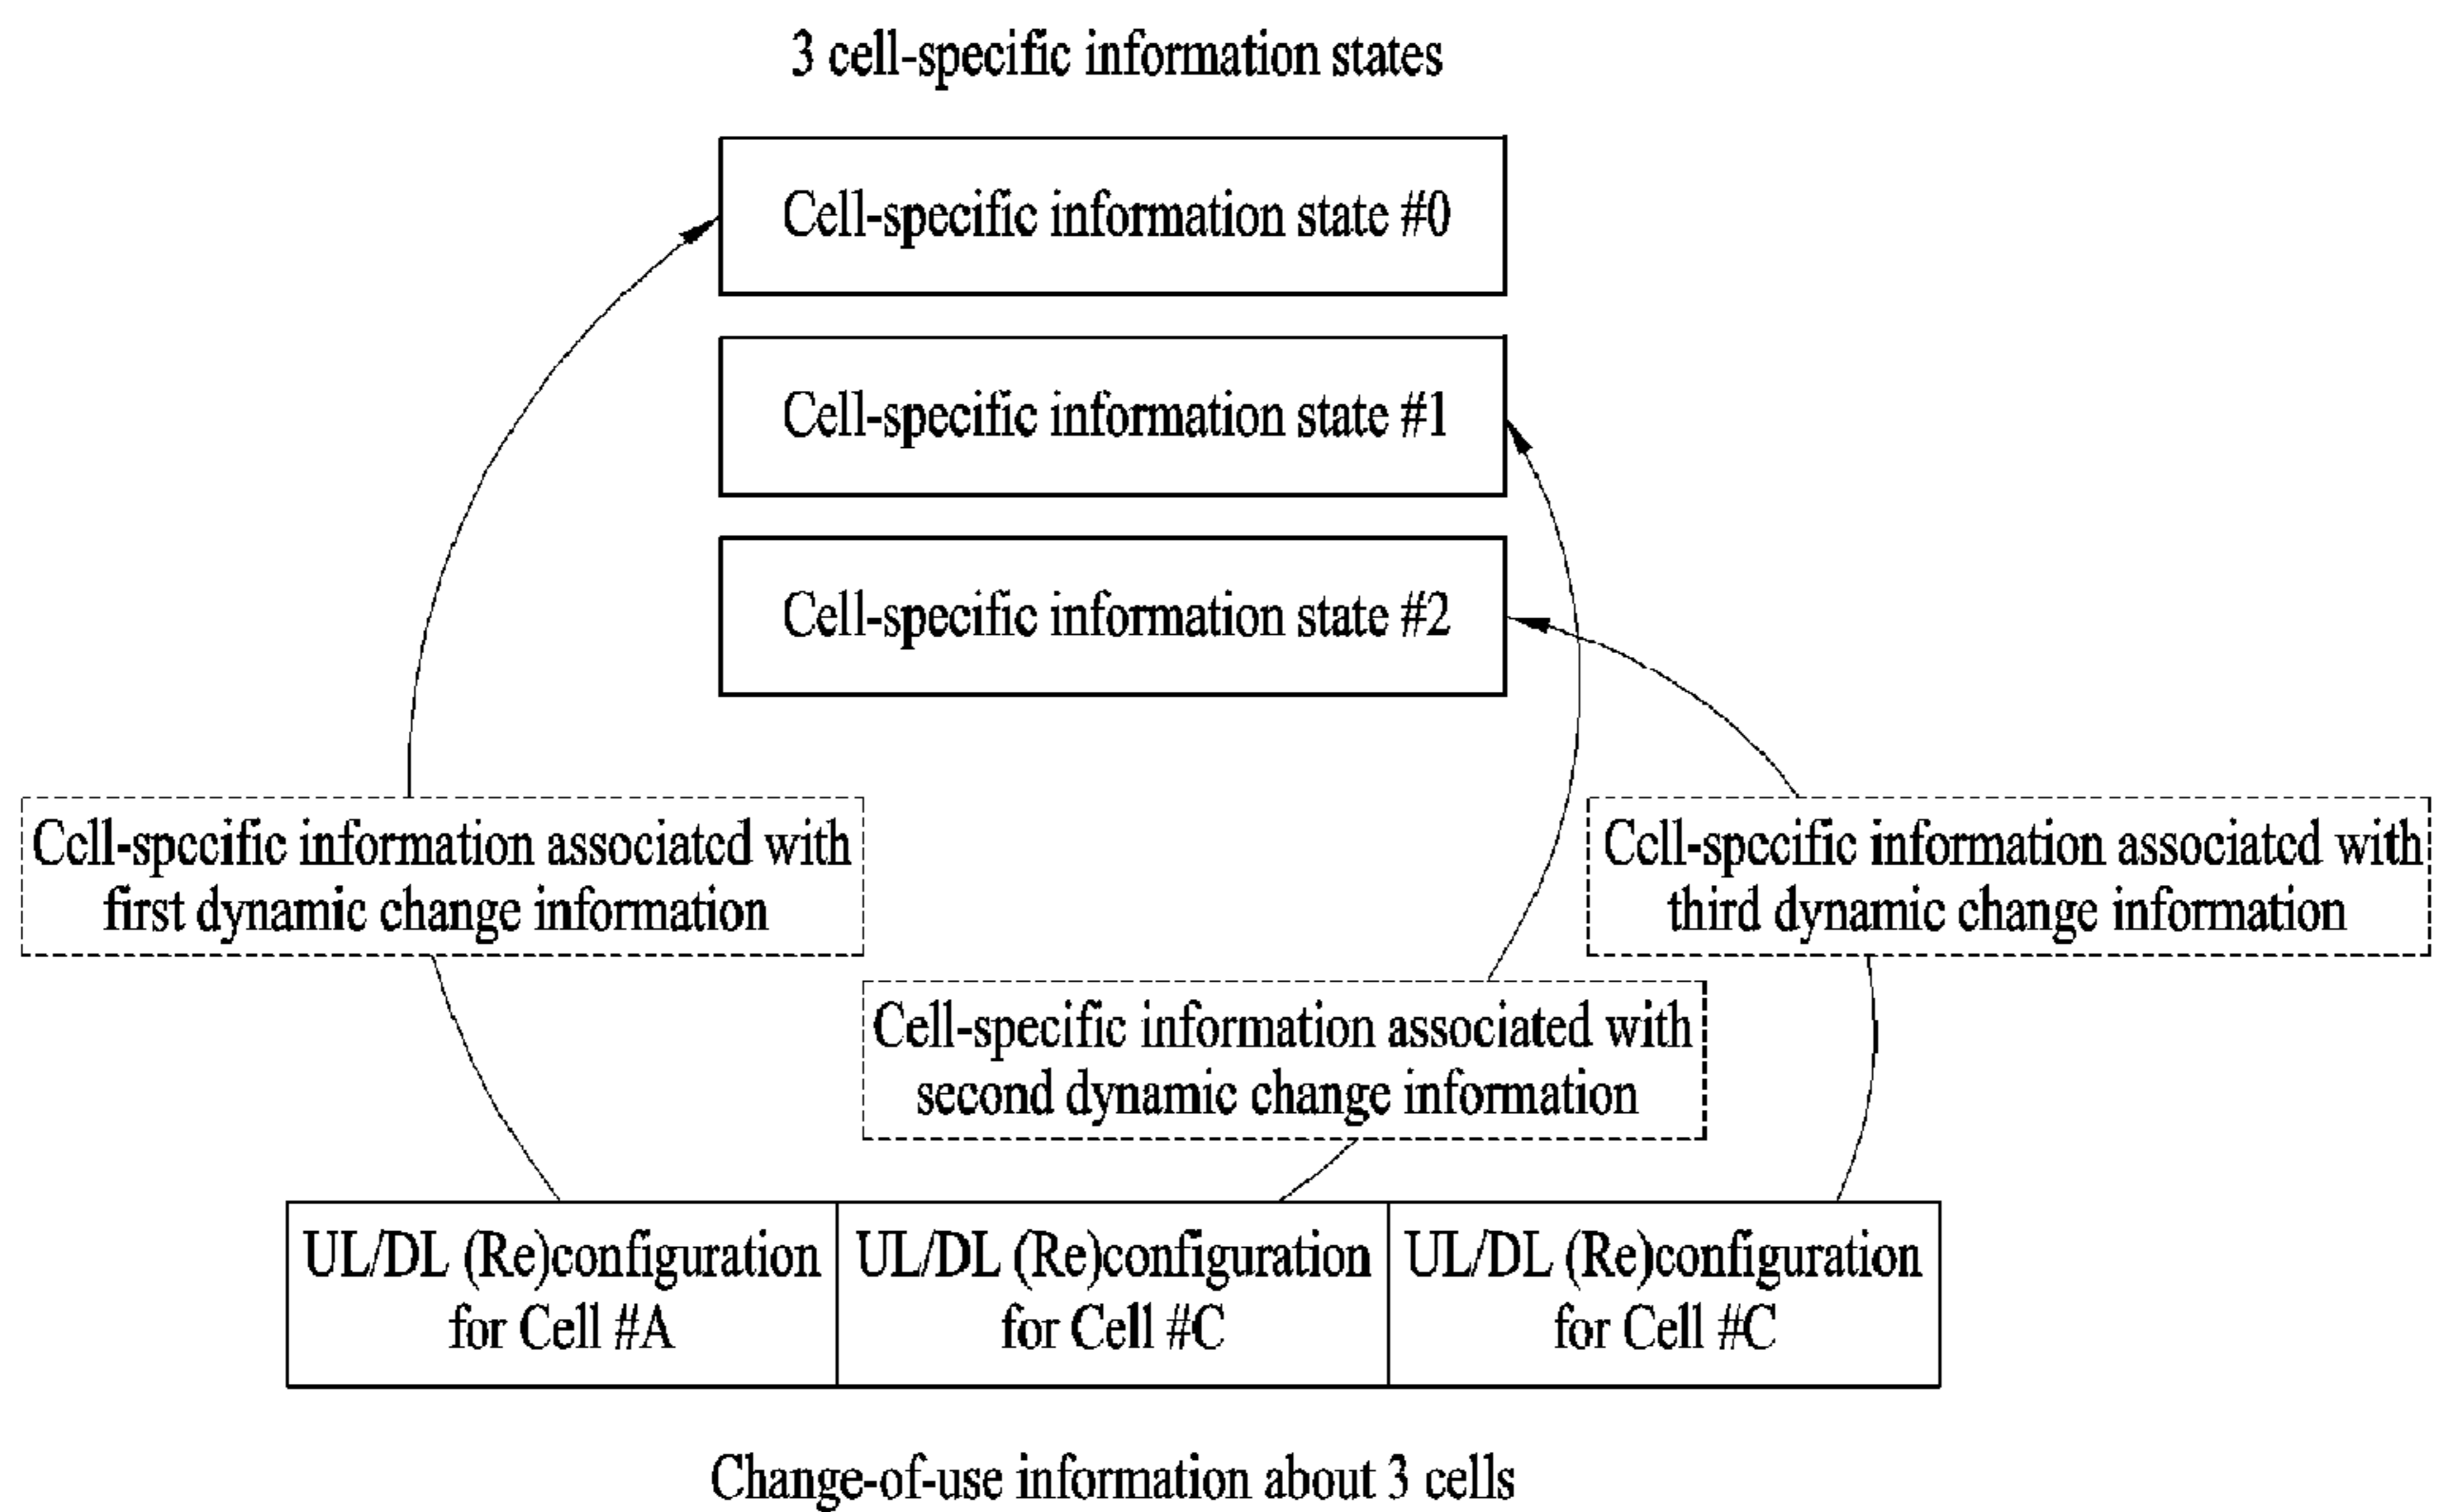 3 cell-specific information states
Cell-specific information state #0
Cell-specific information state #1
Cell-specific information state #2
Cell-specific information associated with
first dynamic change information
Cell-specific information associated with
third dynamic change information
Cell-specific information associated with
second dynamic change information
UL/DL (Re)configuration
for Cell #A
UL/DL (Re)configuration
for Cell #C
UL/DL (Re)configuration
for Cell #C
Change-of-use information about 3 cells